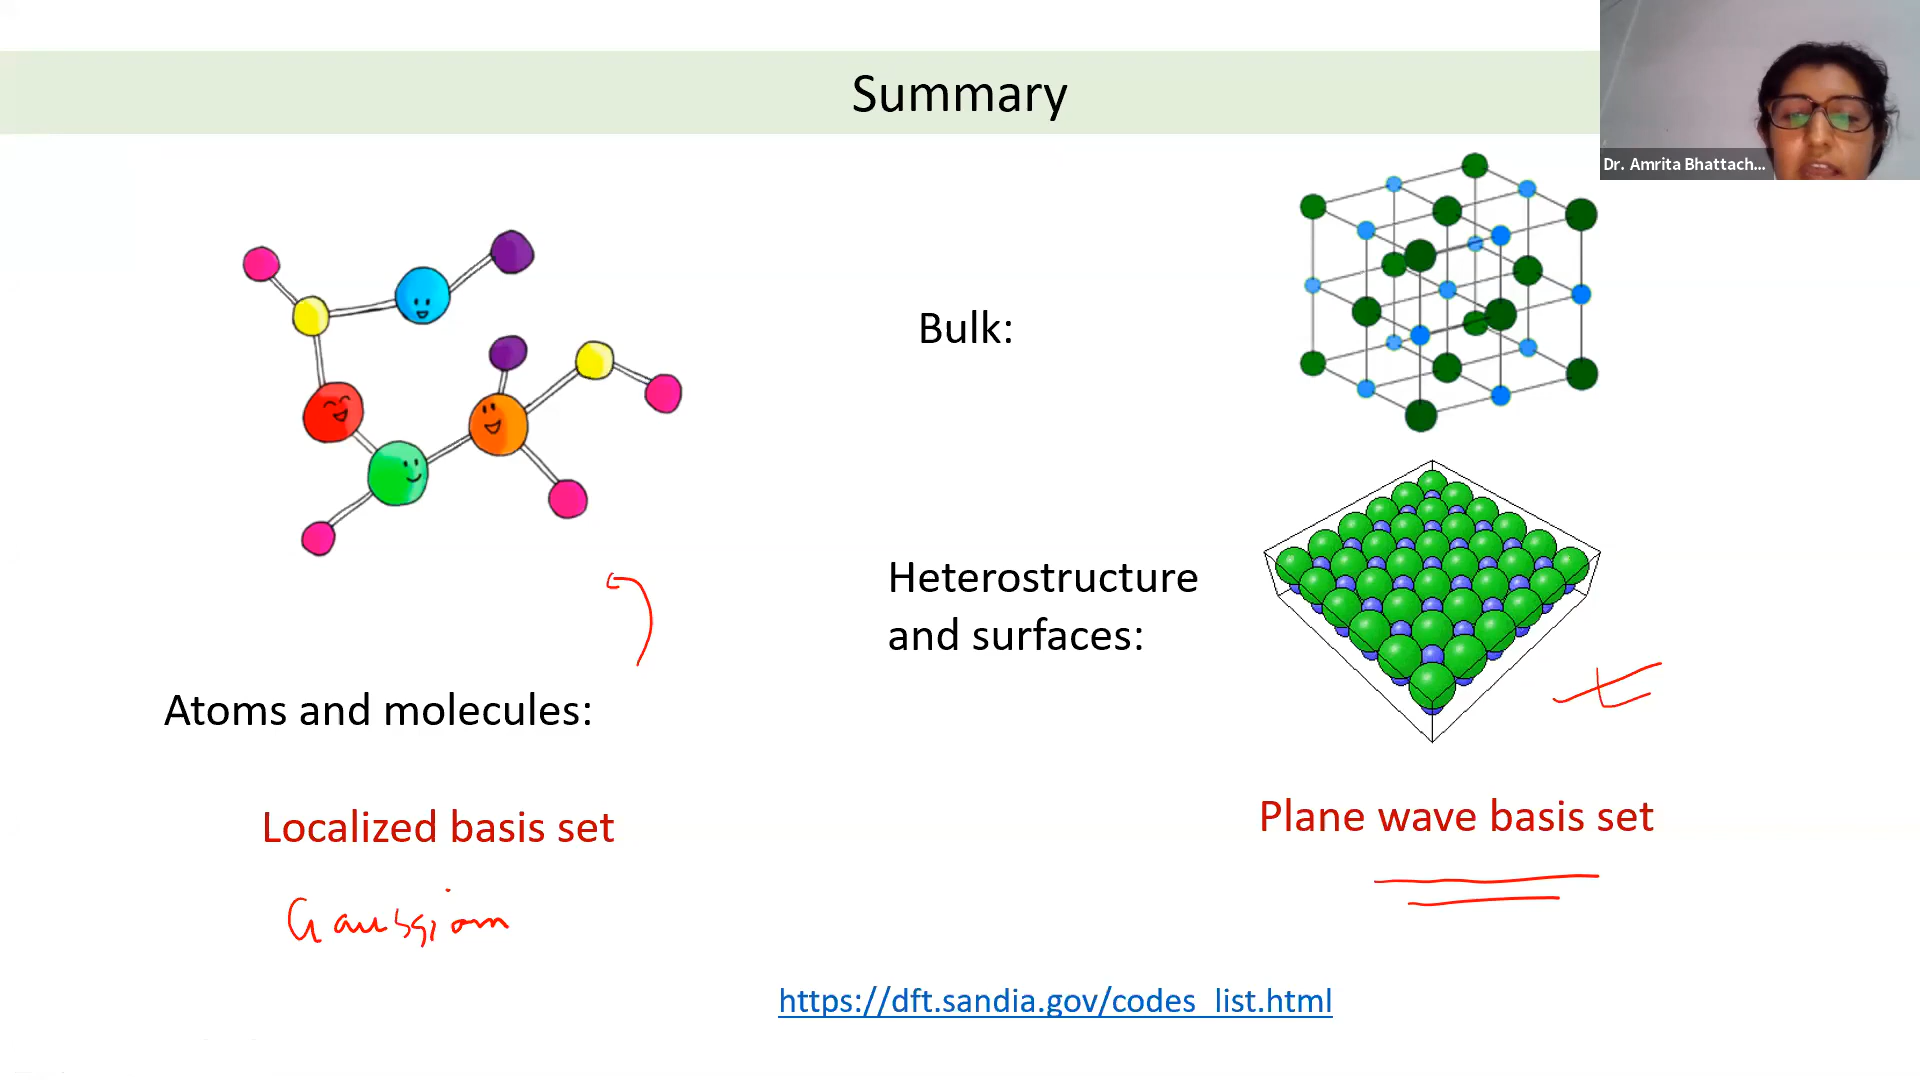 Summary
Dr. Amrita Bhattach...
Bulk:
Heterostructure
and surfaces:
Atoms and molecules:
Localized basis set
Plane wave basis set
Gaussian
https://dft.sandia.gov/codes_list.html